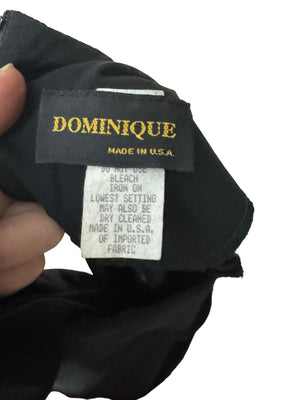 DOMINIQUE
MADE IN U.S.A.
DO NOT USE
BLEACH
IRON ON
LOWEST SETTING
MAY ALSO BE
DRY CLEANED
MADE IN U.S.A.
OF IMPORTED
FABRIC